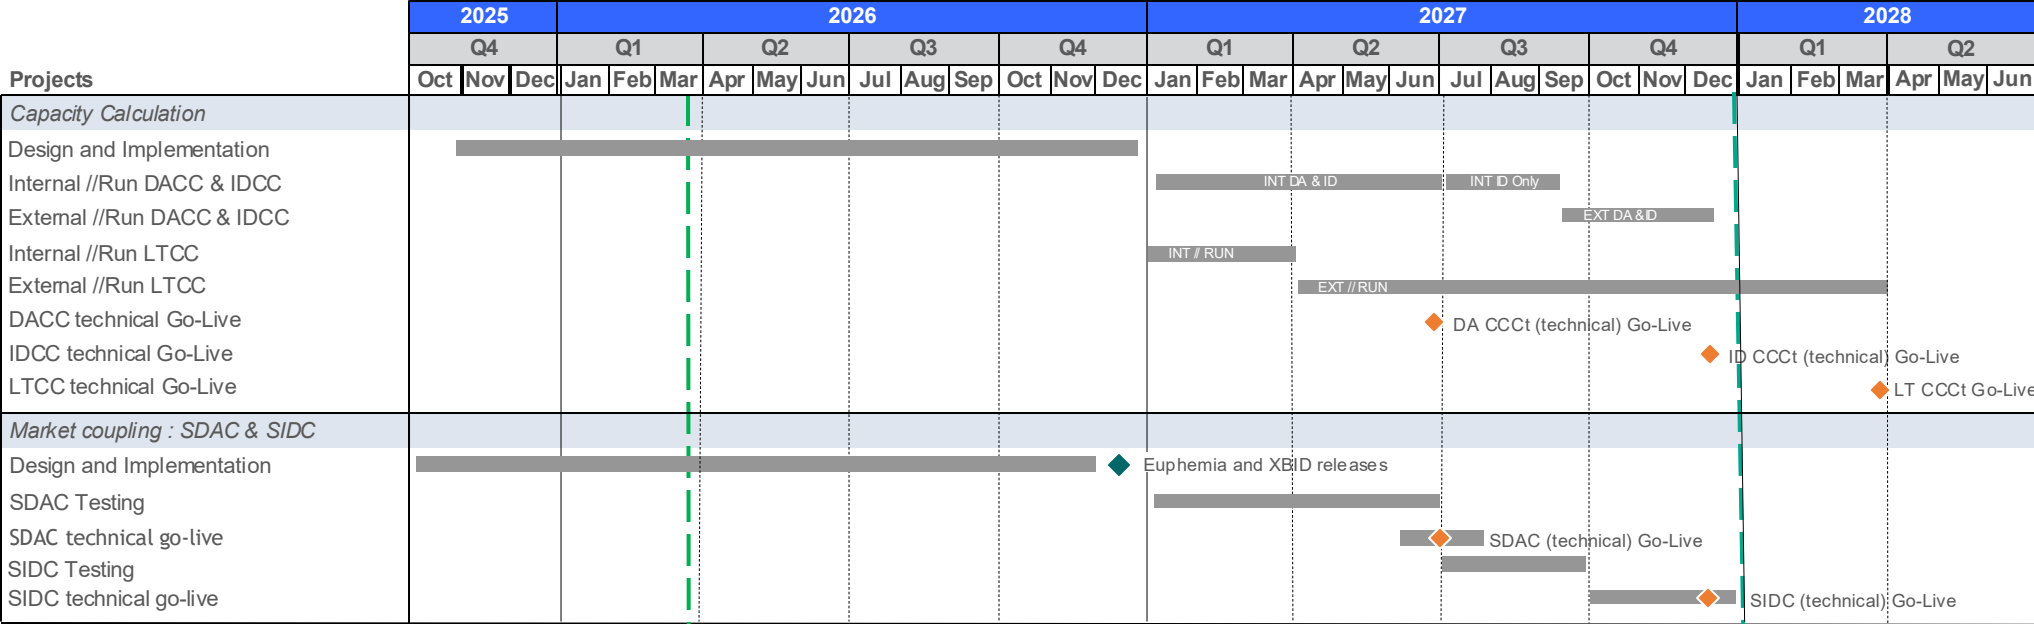 2025 2026 2027 2028
Q4 Q1 Q2 Q3 Q4 Q1 Q2 Q3 Q4 Q1 Q2
Projects Oct Nov Dec Jan Feb Mar Apr May Jun Jul Aug Sep Oct Nov Dec Jan Feb Mar Apr May Jun Jul Aug Sep Oct Nov Dec Jan Feb Mar Apr May Jun
Capacity Calculation
Design and Implementation
Internal //Run DACC & IDCC INT DA & ID INT ID Only
External //Run DACC & IDCC EXT DA & ID
Internal //Run LTCC INT // RUN
External //Run LTCC EXT // RUN
DACC technical Go-Live DA CCCt (technical) Go-Live
IDCC technical Go-Live ID CCCt (technical) Go-Live
LTCC technical Go-Live LT CCCt Go-Live
Market coupling : SDAC & SIDC
Design and Implementation Euphemia and XBID releases
SDAC Testing
SDAC technical go-live SDAC (technical) Go-Live
SIDC Testing
SIDC technical go-live SIDC (technical) Go-Live